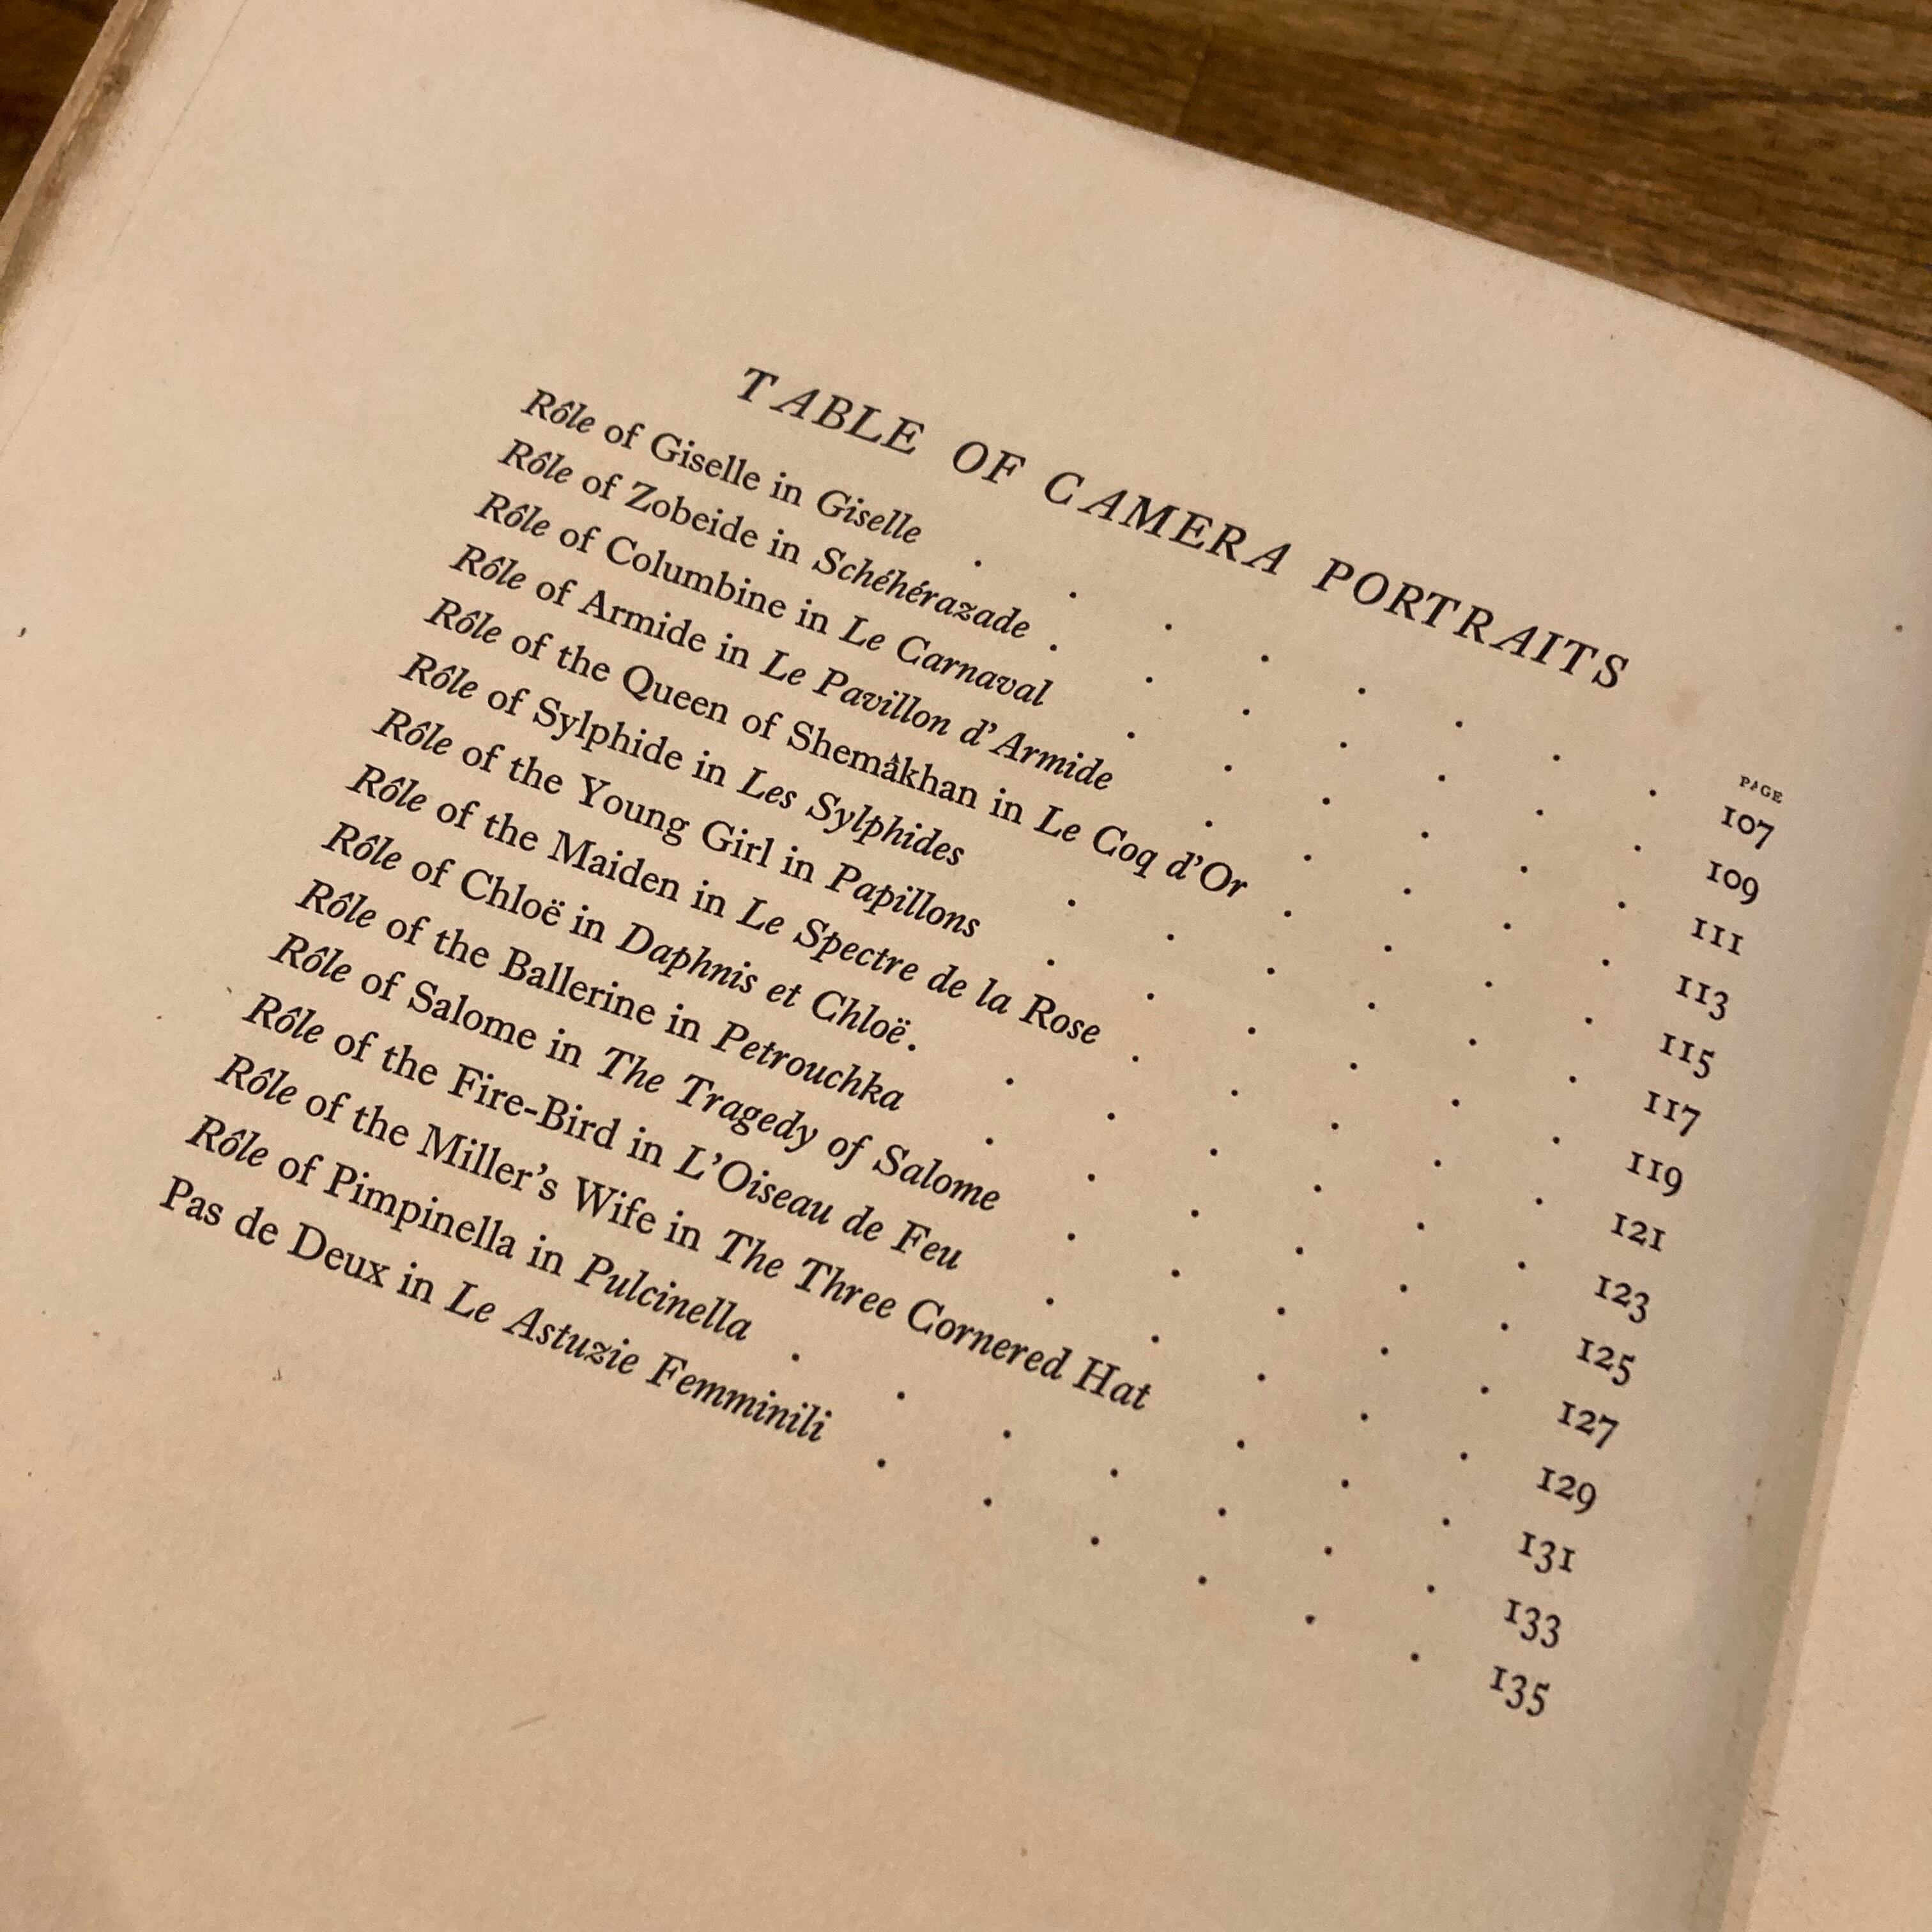 TABLE OF CAMERA PORTRAITS
PAGE
Rôle of Giselle in Giselle . . . . . . . . 107
Rôle of Zobeide in Schéhérazade . . . . . . . 109
Rôle of Columbine in Le Carnaval . . . . . . 111
Rôle of Armide in Le Pavillon d'Armide . . . . . 113
Rôle of the Queen of Shemâkhan in Le Coq d'Or . . . . 115
Rôle of Sylphide in Les Sylphides . . . . . . 117
Rôle of the Young Girl in Papillons . . . . . . 119
Rôle of the Maiden in Le Spectre de la Rose . . . . . 121
Rôle of Chloë in Daphnis et Chloë. . . . . . . 123
Rôle of the Ballerine in Petrouchka . . . . . . 125
Rôle of Salome in The Tragedy of Salome . . . . . 127
Rôle of the Fire-Bird in L'Oiseau de Feu . . . . . 129
Rôle of the Miller's Wife in The Three Cornered Hat . . . 131
Rôle of Pimpinella in Pulcinella . . . . . . . 133
Pas de Deux in Le Astuzie Femminili . . . . . . 135